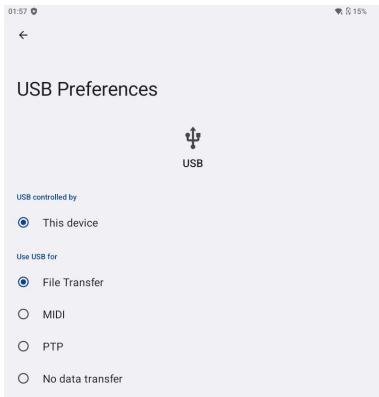 01:57 15%
USB Preferences
USB
USB controlled by
This device
Use USB for
File Transfer
MIDI
PTP
No data transfer